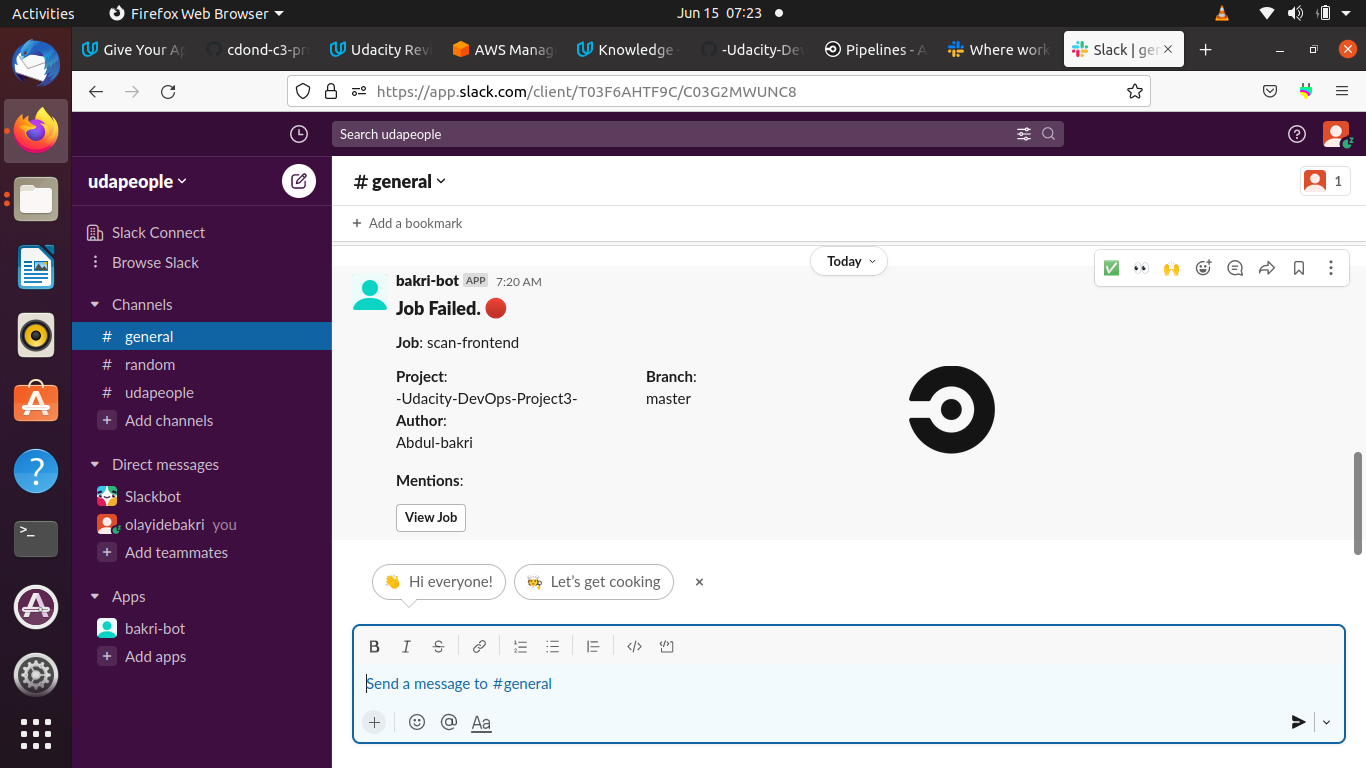 Activities
Firefox Web Browser
Jun 15 07:23
Give Your Ap
cdond-c3-pr
Udacity Revi
AWS Manag
Knowledge -
-Udacity-Dev
Pipelines - A
Where work
Slack | gen
https://app.slack.com/client/T03F6AHTF9C/C03G2MWUNC8
Search udapeople
udapeople
# general
1
Slack Connect
+ Add a bookmark
Browse Slack
Today
bakri-bot APP 7:20 AM
Job Failed.
Job: scan-frontend
Project:
-Udacity-DevOps-Project3-
Branch:
master
Author:
Abdul-bakri
Mentions:
View Job
Channels
# general
# random
# udapeople
+ Add channels
Direct messages
Slackbot
olayidebakri you
+ Add teammates
Apps
bakri-bot
+ Add apps
Hi everyone!
Let's get cooking
B I S
Send a message to #general
+ @ Aa